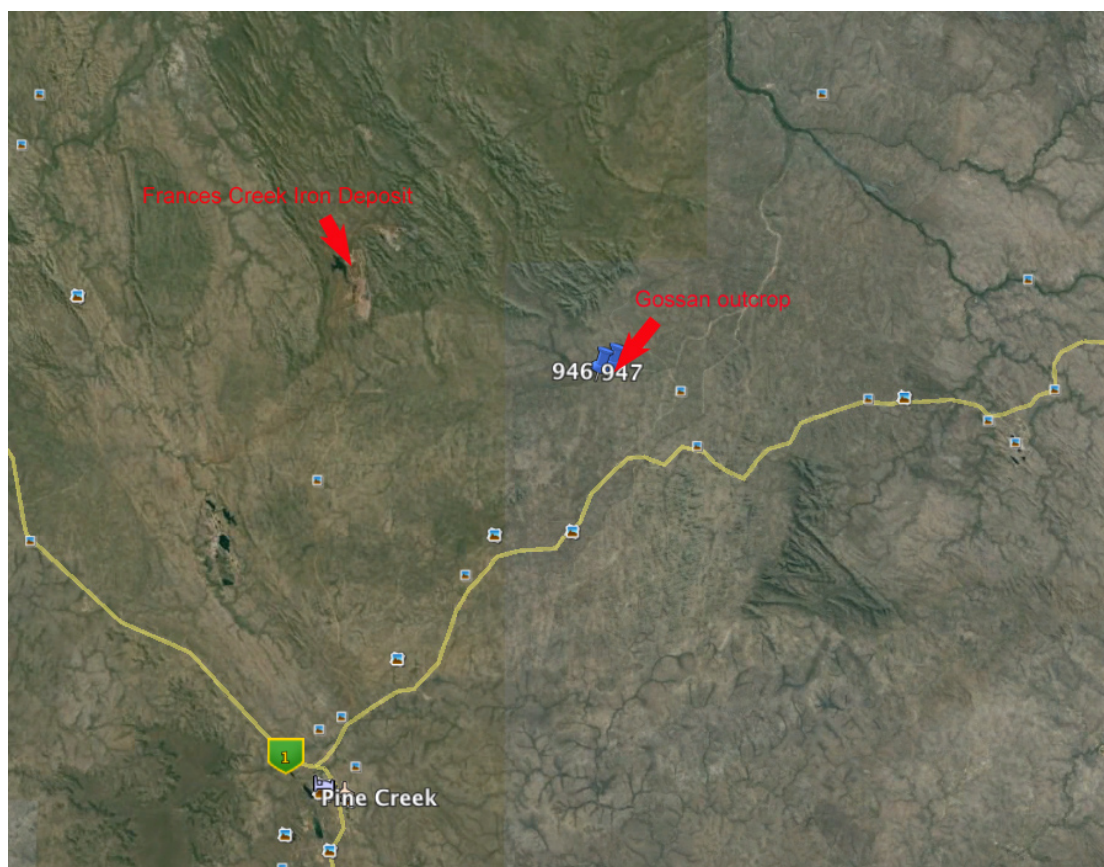 Frances Creek Iron Deposit
Gossan outcrop
946 947
1
Pine Creek